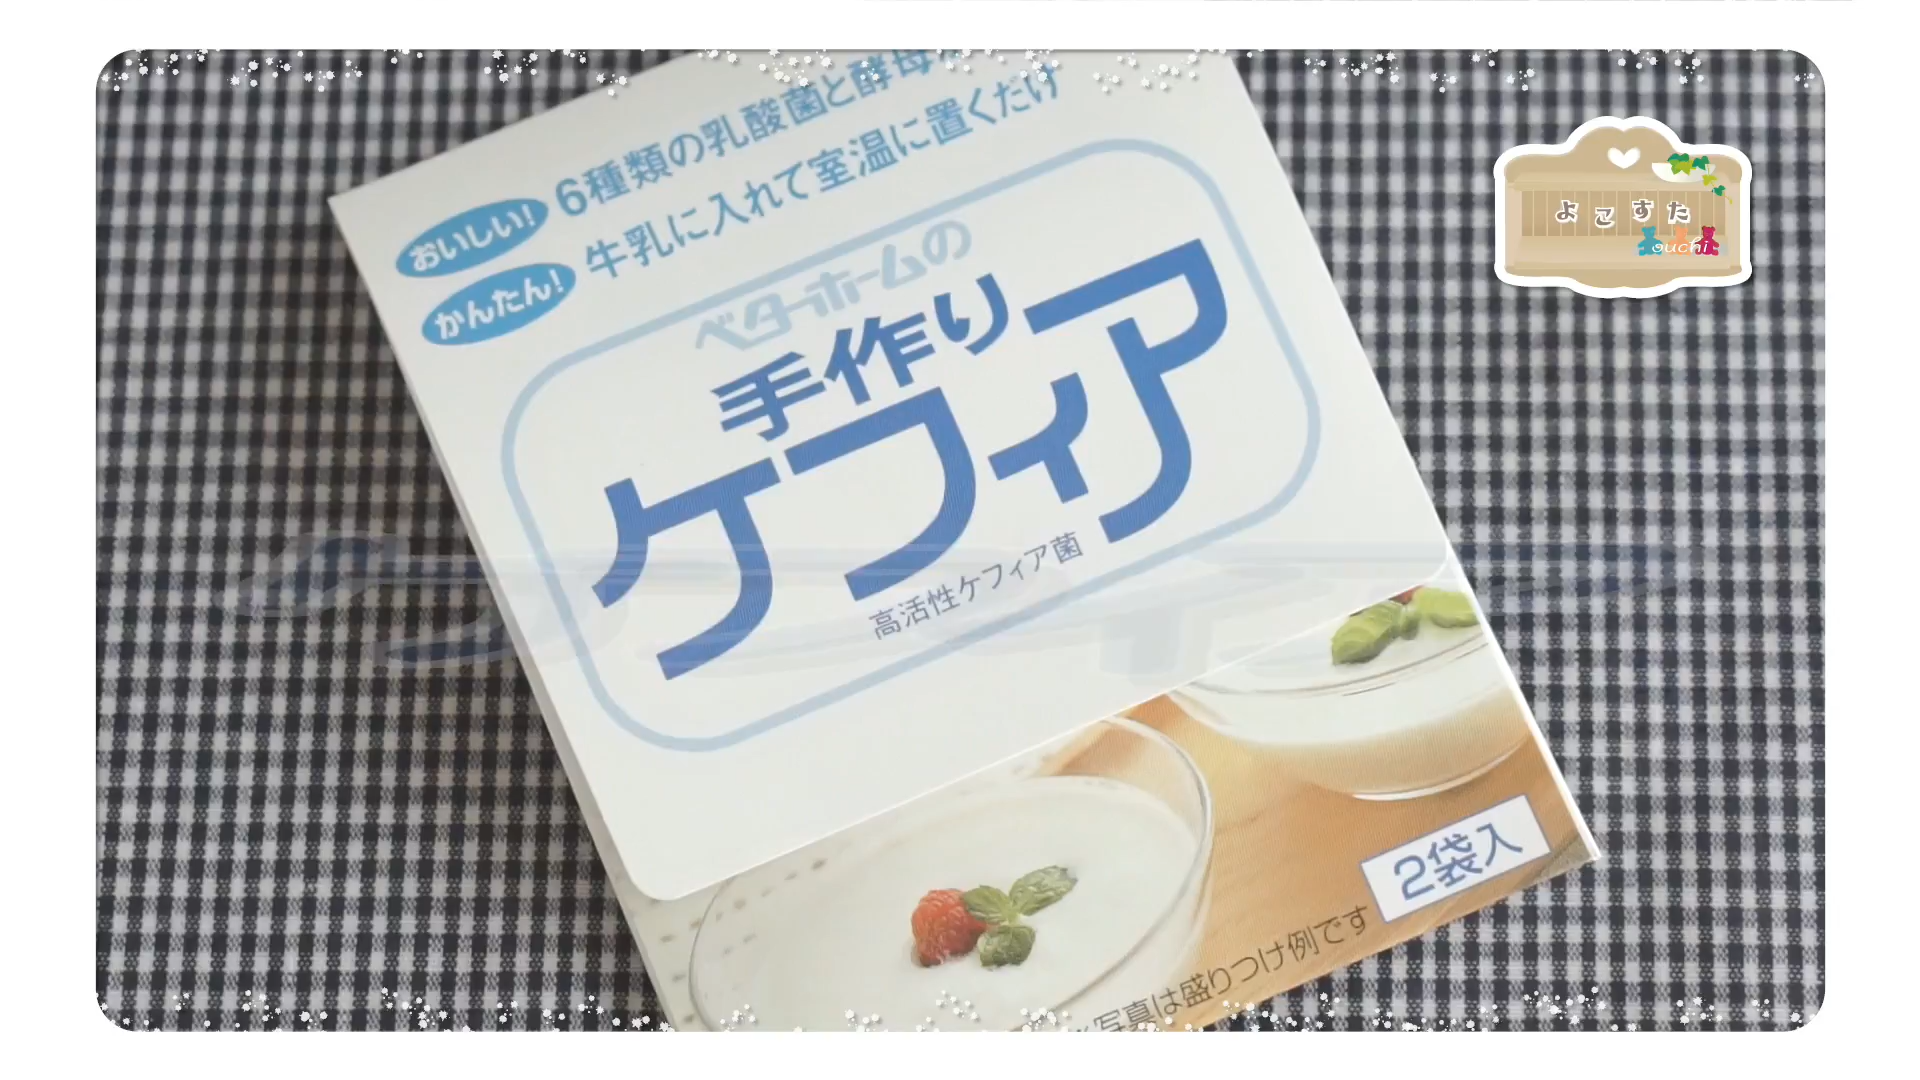 おいしい!
6種類の乳酸菌と酵母
かんたん!
牛乳に入れて室温に置くだけ
ベターホームの
手作り
ケフィア
高活性ケフィア菌
2袋入
※写真は盛りつけ例です
よこすた
ouchi